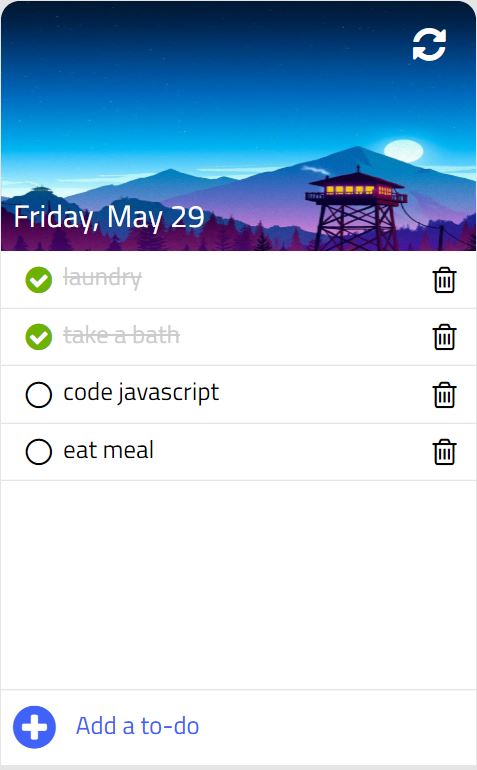 Friday, May 29
laundry
take a bath
code javascript
eat meal
Add a to-do